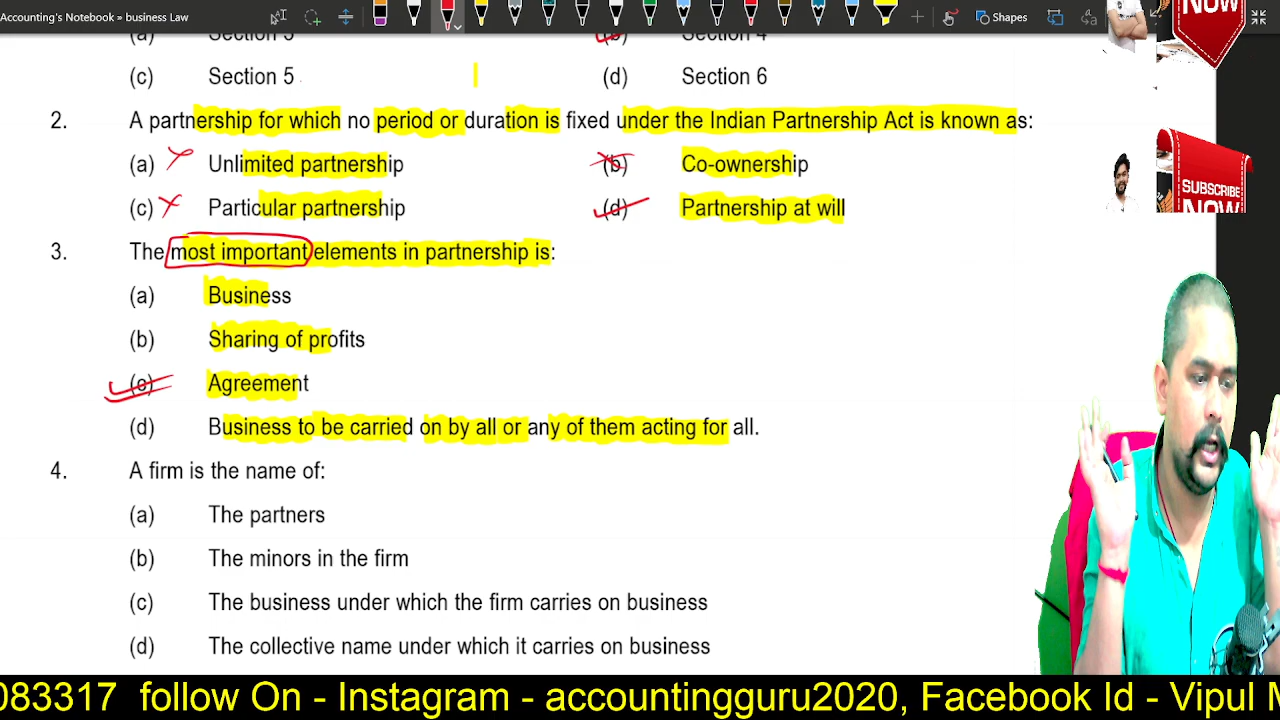 Accounting's Notebook » business Law
Shapes
NOW
(a) Section 3 (b) Section 4
(c) Section 5 (d) Section 6
2. A partnership for which no period or duration is fixed under the Indian Partnership Act is known as:
(a) Unlimited partnership (b) Co-ownership
(c) Particular partnership (d) Partnership at will
SUBSCRIBE
NOW
3. The most important elements in partnership is:
(a) Business
(b) Sharing of profits
(c) Agreement
(d) Business to be carried on by all or any of them acting for all.
4. A firm is the name of:
(a) The partners
(b) The minors in the firm
(c) The business under which the firm carries on business
(d) The collective name under which it carries on business
083317 follow On - Instagram - accountingguru2020, Facebook Id - Vipul M